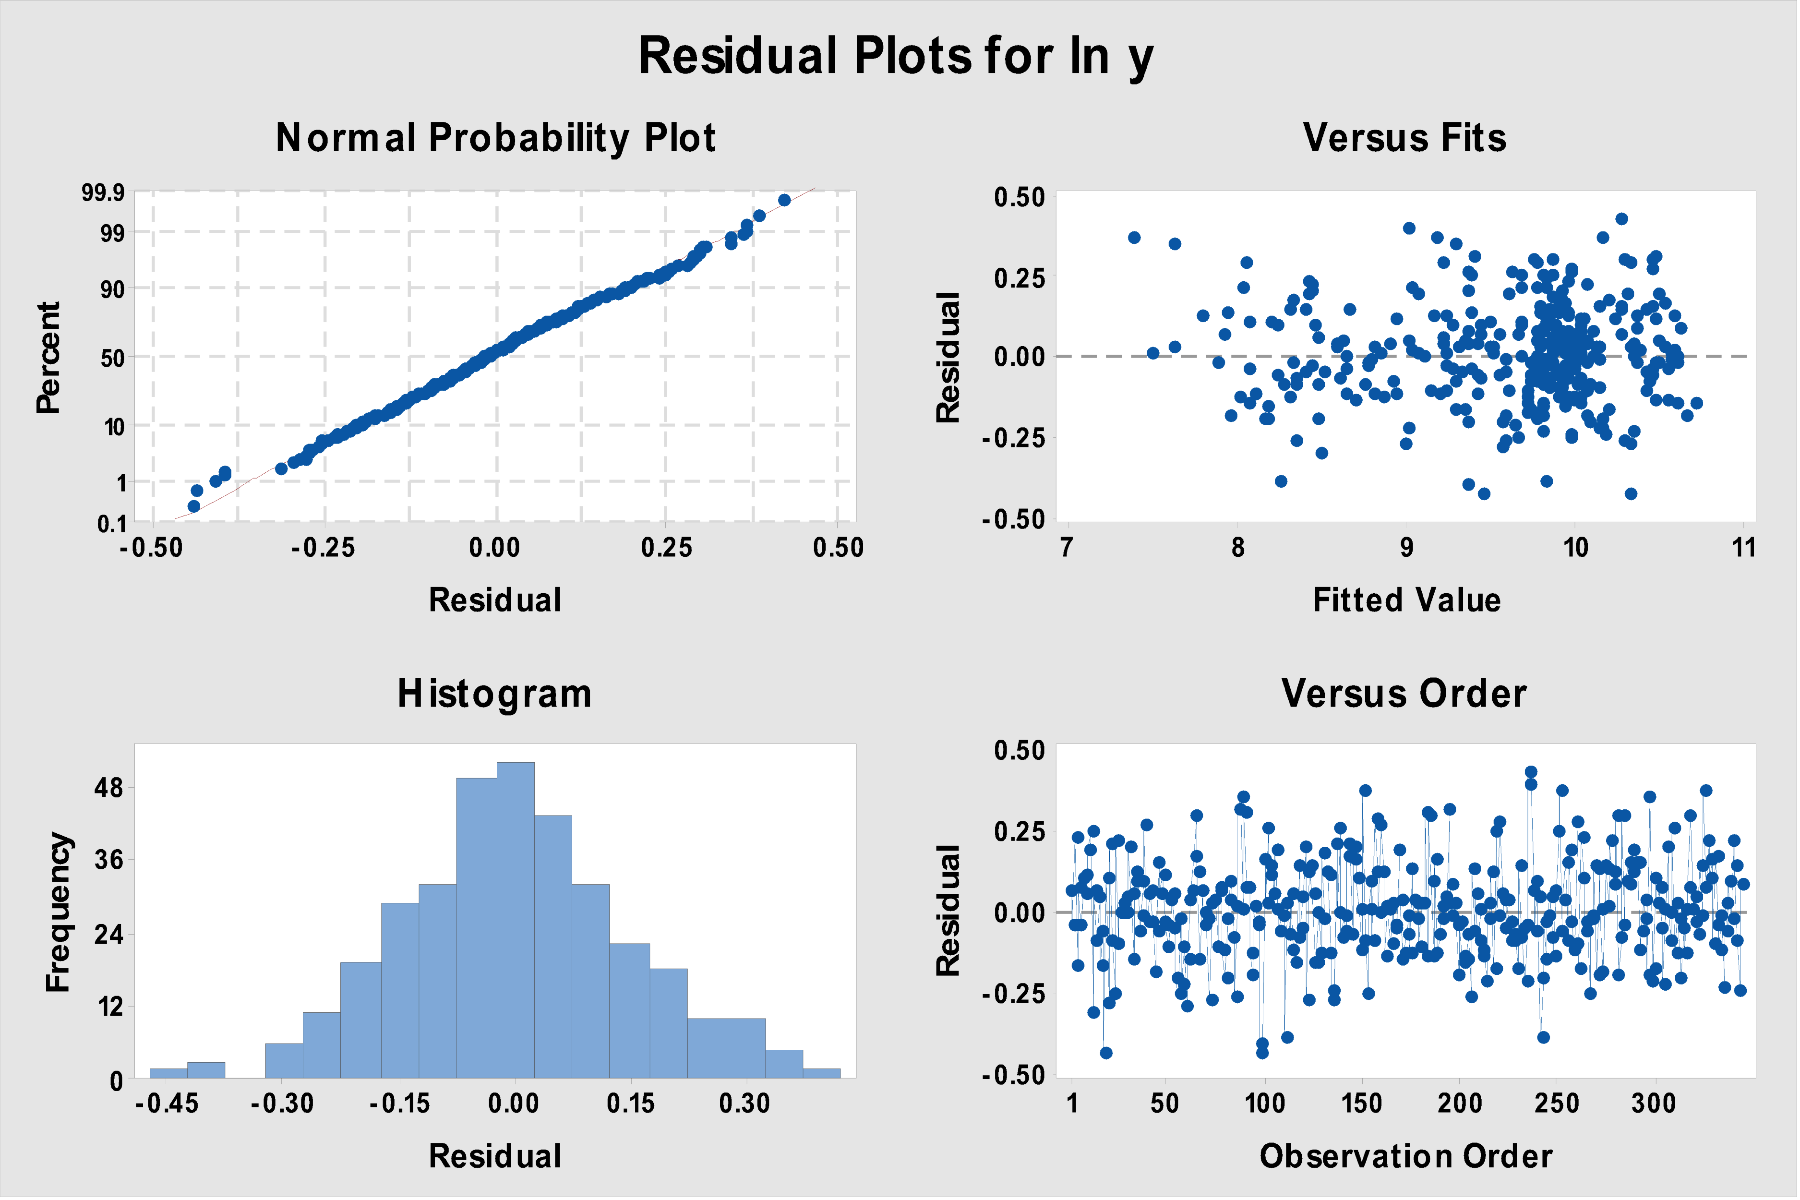 Residual Plots for ln y
Normal Probability Plot
99.9
99
90
50
10
1
0.1
Percent
-0.50 -0.25 0.00 0.25 0.50
Residual
Versus Fits
0.50
0.25
0.00
-0.25
-0.50
Residual
7 8 9 10 11
Fitted Value
Histogram
48
36
24
12
0
Frequency
-0.45 -0.30 -0.15 0.00 0.15 0.30
Residual
Versus Order
0.50
0.25
0.00
-0.25
-0.50
Residual
1 50 100 150 200 250 300
Observation Order